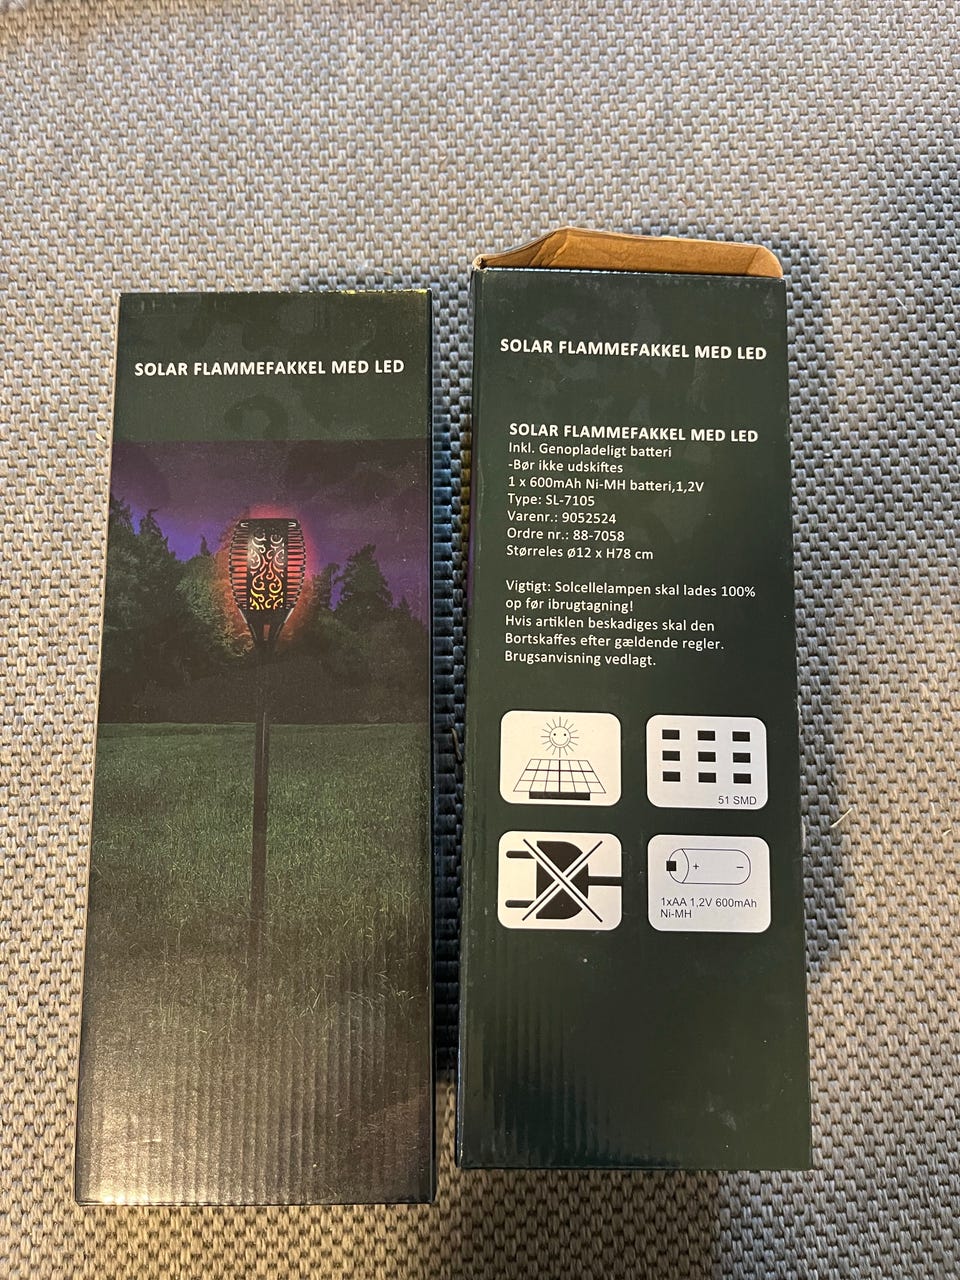 SOLAR FLAMMEFAKKEL MED LED
SOLAR FLAMMEFAKKEL MED LED
SOLAR FLAMMEFAKKEL MED LED
Inkl. Genopladeligt batteri
-Bør ikke udskiftes
1 x 600mAh Ni-MH batteri,1,2V
Type: SL-7105
Varenr.: 9052524
Ordre nr.: 88-7058
Størreles ø12 x H78 cm
Vigtigt: Solcellelampen skal lades 100%
op før ibrugtagning!
Hvis artiklen beskadiges skal den
Bortskaffes efter gældende regler.
Brugsanvisning vedlagt.
51 SMD
+ −
1xAA 1,2V 600mAh
Ni-MH